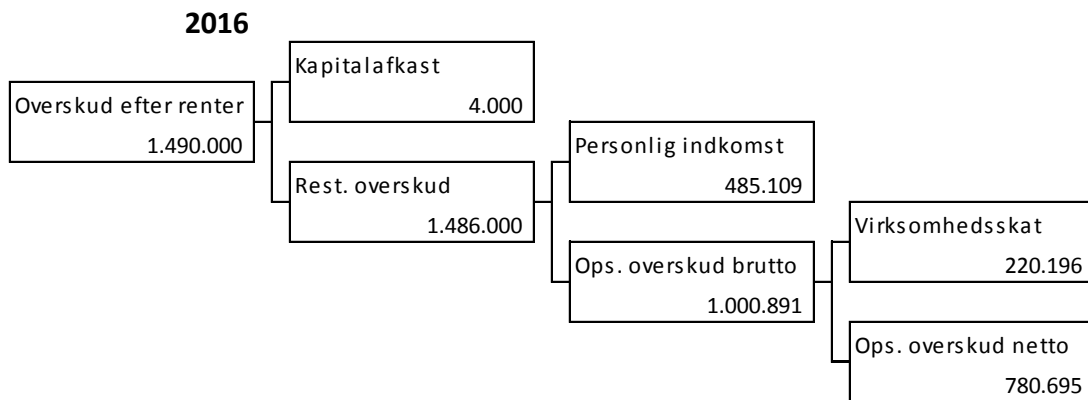 2016
Kapitalafkast
4.000
Overskud efter renter
1.490.000
Rest. overskud
1.486.000
Personlig indkomst
485.109
Ops. overskud brutto
1.000.891
Virksomhedsskat
220.196
Ops. overskud netto
780.695